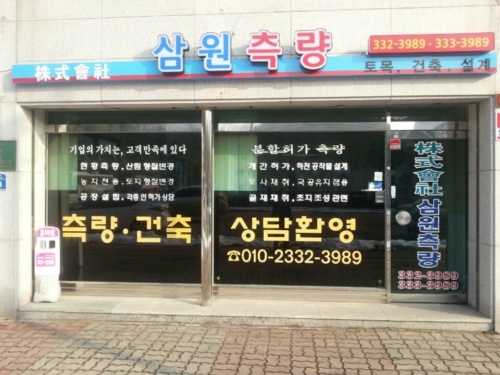 株式會社 삼원측량
332-3989·333-3989
토목, 건축, 설계
기업의 가치는, 고객만족에 있다
현황측량, 산림형질변경
농지전용, 토지형질변경
공장설립, 각종인허가상담
측량·건축
분할허가 측량
개간허가, 하천공작물설계
토사채취, 국공유지점용
골재채취, 초지조성관련
상담환영
☎010-2332-3989
株式會社 삼원측량
332-3989
333-3989